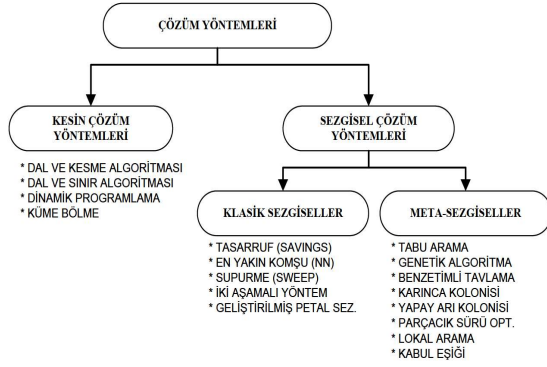 ÇÖZÜM YÖNTEMLERİ
KESİN ÇÖZÜM
YÖNTEMLERİ
* DAL VE KESME ALGORİTMASI
* DAL VE SINIR ALGORİTMASI
* DİNAMİK PROGRAMLAMA
* KÜME BÖLME
SEZGİSEL ÇÖZÜM
YÖNTEMLERİ
KLASİK SEZGİSELLER
* TASARRUF (SAVINGS)
* EN YAKIN KOMŞU (NN)
* SUPURME (SWEEP)
* İKİ AŞAMALI YÖNTEM
* GELİŞTİRİLMİŞ PETAL SEZ.
META-SEZGİSELLER
* TABU ARAMA
* GENETİK ALGORİTMA
* BENZETİMLİ TAVLAMA
* KARINCA KOLONİSİ
* YAPAY ARI KOLONİSİ
* PARÇACIK SÜRÜ OPT.
* LOKAL ARAMA
* KABUL EŞİĞİ